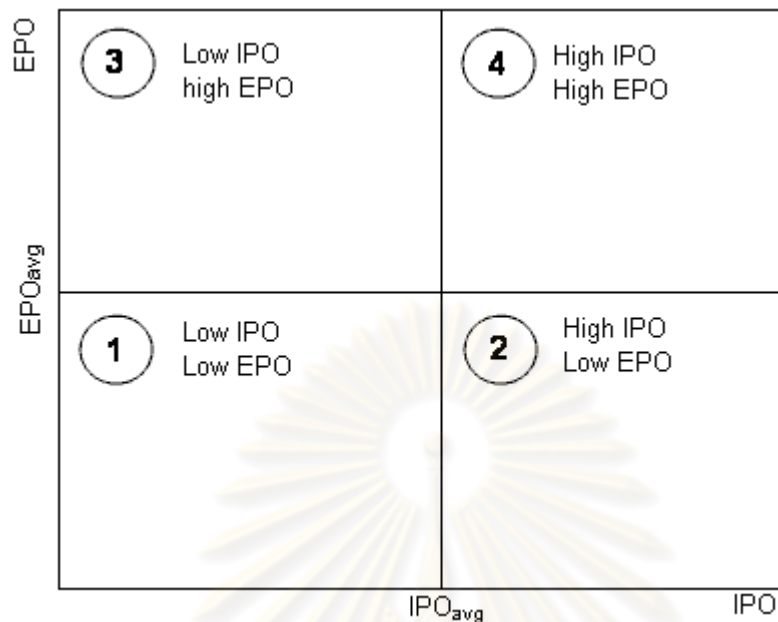 EPO
3
Low IPO
high EPO
4
High IPO
High EPO
EPOavg
1
Low IPO
Low EPO
2
High IPO
Low EPO
IPOavg
IPO